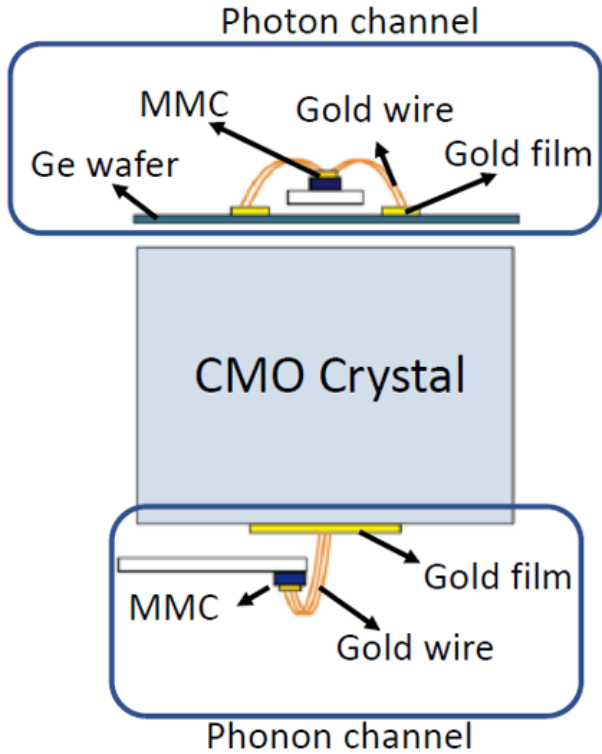 Photon channel
MMC
Gold wire
Gold film
Ge wafer
CMO Crystal
Gold film
MMC
Gold wire
Phonon channel